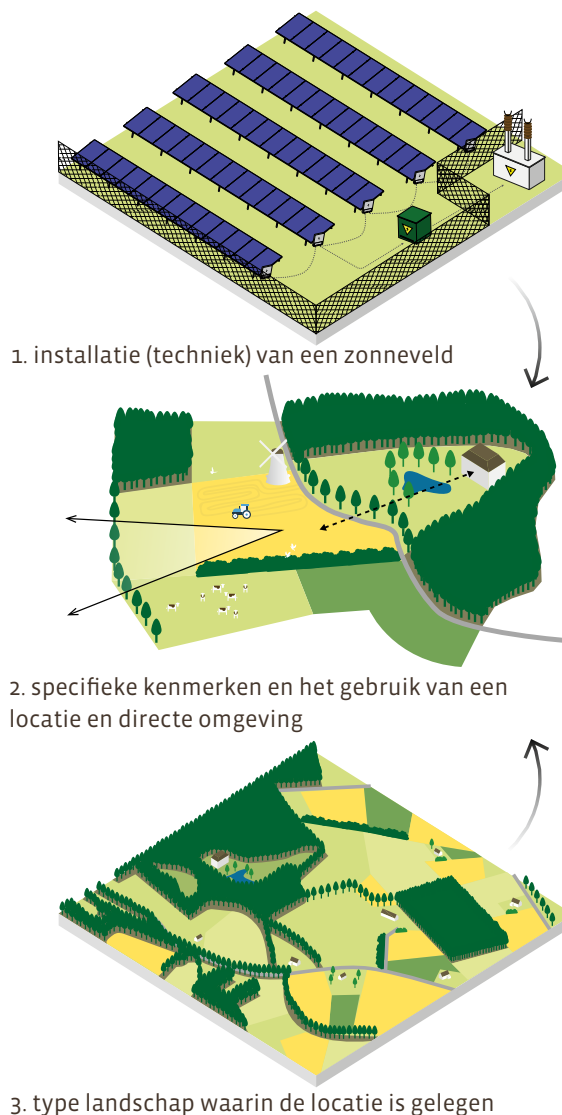 1. installatie (techniek) van een zonneveld
2. specifieke kenmerken en het gebruik van een
locatie en directe omgeving
3. type landschap waarin de locatie is gelegen